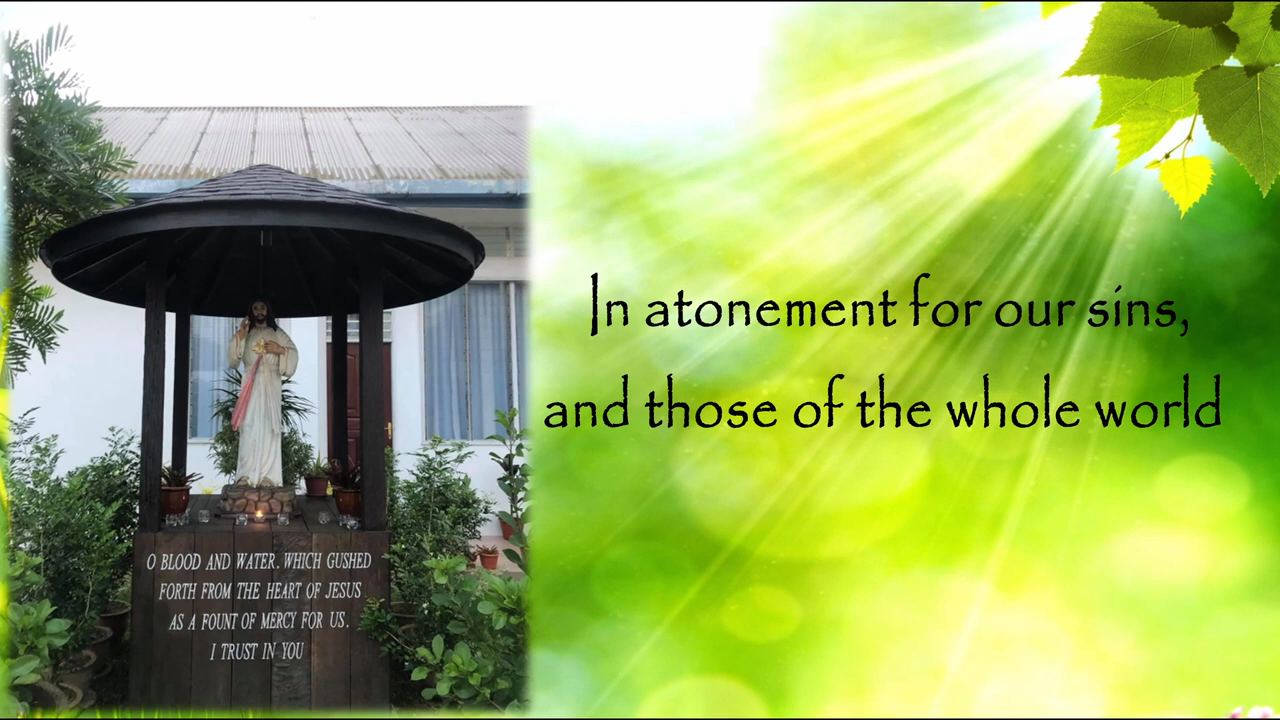 O BLOOD AND WATER, WHICH GUSHED
FORTH FROM THE HEART OF JESUS
AS A FOUNT OF MERCY FOR US.
I TRUST IN YOU
In atonement for our sins,
and those of the whole world